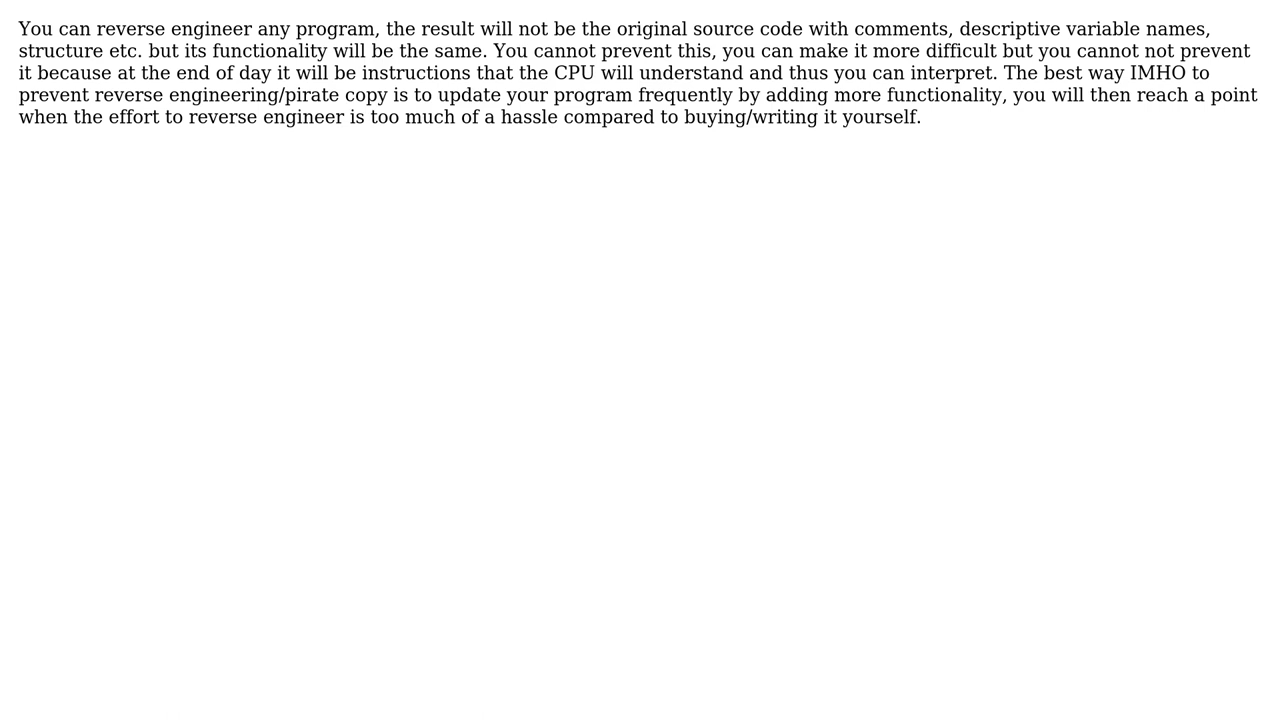 You can reverse engineer any program, the result will not be the original source code with comments, descriptive variable names,
structure etc. but its functionality will be the same. You cannot prevent this, you can make it more difficult but you cannot not prevent
it because at the end of day it will be instructions that the CPU will understand and thus you can interpret. The best way IMHO to
prevent reverse engineering/pirate copy is to update your program frequently by adding more functionality, you will then reach a point
when the effort to reverse engineer is too much of a hassle compared to buying/writing it yourself.